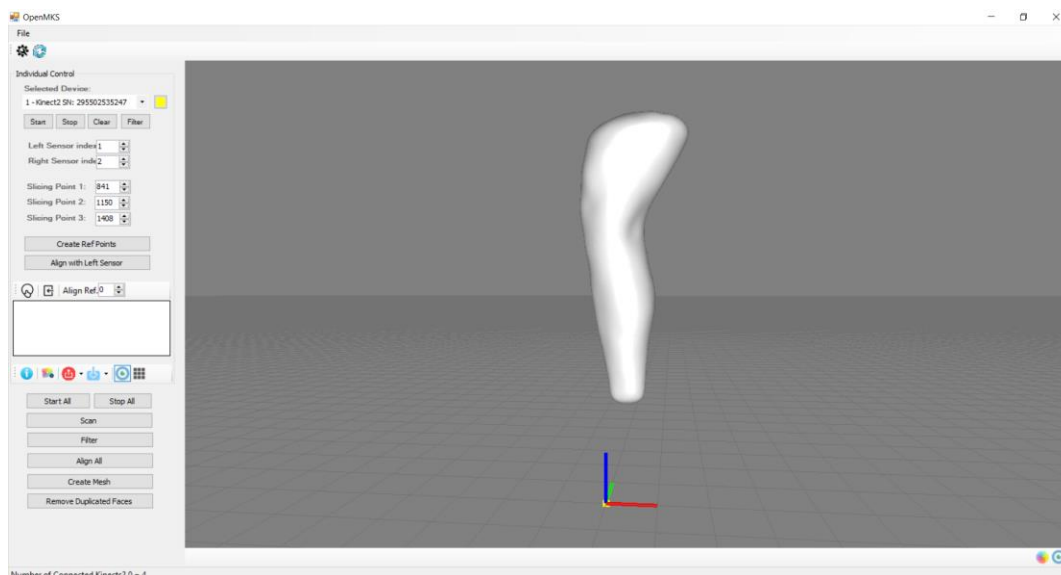 OpenMKS
File
Individual Control
Selected Device:
1 - Kinect2 SN: 295502535247
Start Stop Clear Filter
Left Sensor index 1
Right Sensor inde 2
Slicing Point 1: 841
Slicing Point 2: 1150
Slicing Point 3: 1408
Create Ref Points
Align with Left Sensor
Align Ref. 0
Start All Stop All
Scan
Filter
Align All
Create Mesh
Remove Duplicated Faces
Number of Connected Kinects2.0 = 4